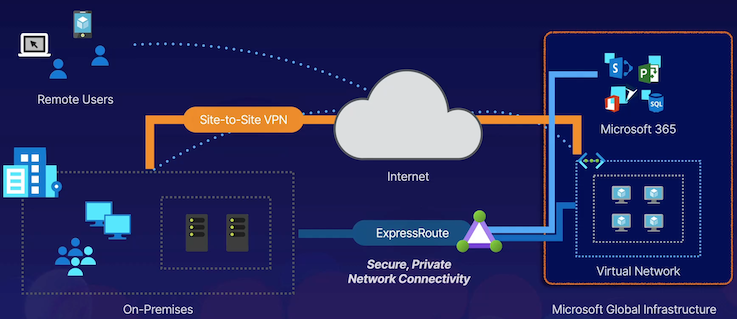 Remote Users
Site-to-Site VPN
Internet
Microsoft 365
SQL
ExpressRoute
Secure, Private
Network Connectivity
Virtual Network
On-Premises
Microsoft Global Infrastructure